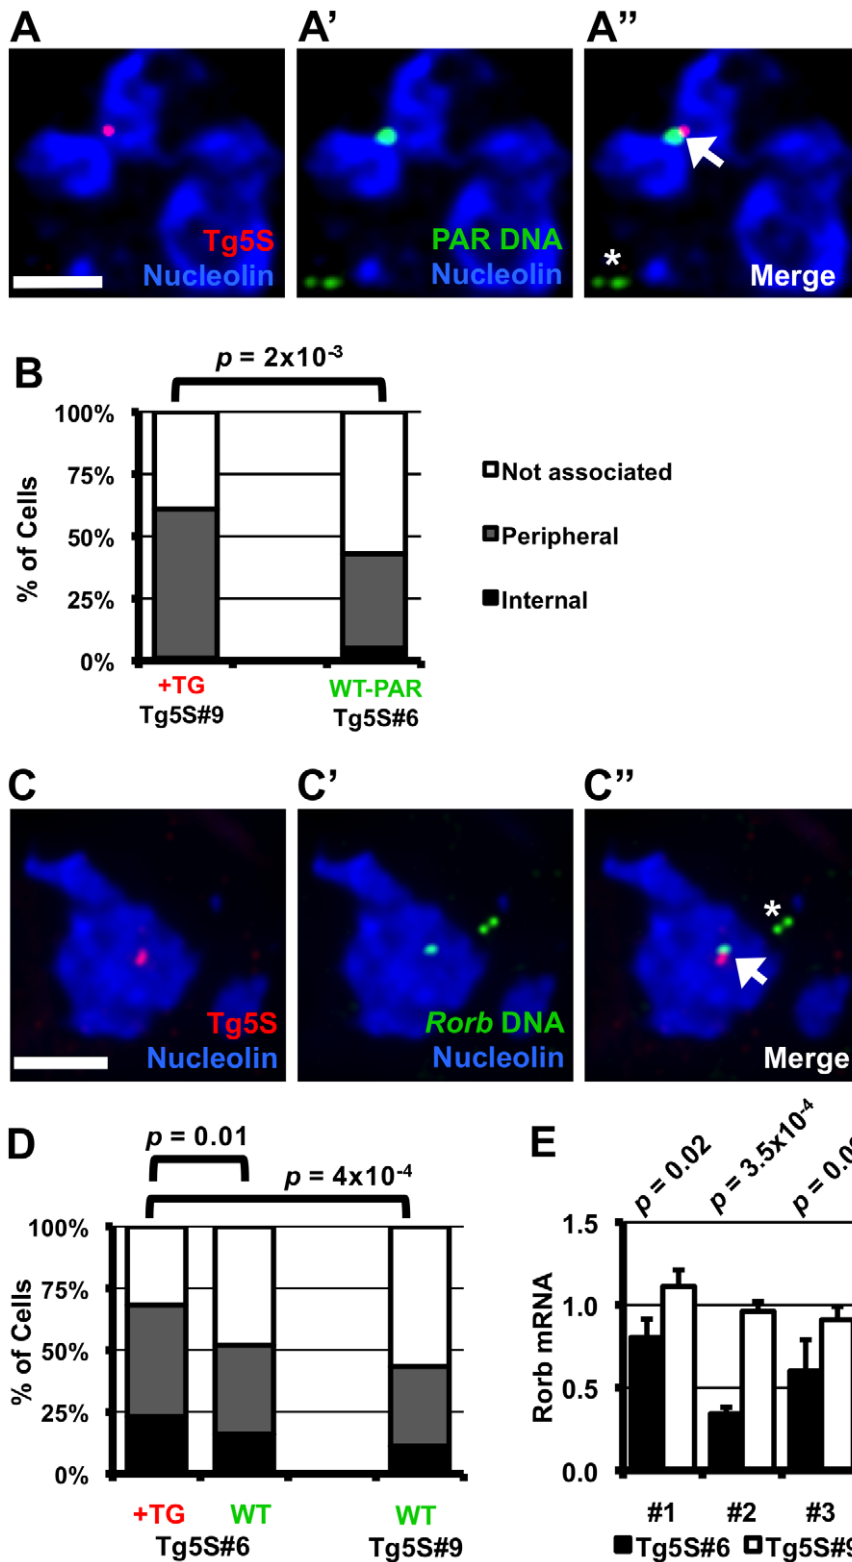 A A’ A’’
Tg5S
Nucleolin
PAR DNA
Nucleolin
*
Merge
B
p = 2x10⁻³
100%
75%
50%
25%
0%
% of Cells
+TG
Tg5S#9
WT-PAR
Tg5S#6
Not associated
Peripheral
Internal
C C’ C’’
Tg5S
Nucleolin
Rorb DNA
Nucleolin
*
Merge
D
p = 0.01
p = 4x10⁻⁴
100%
75%
50%
25%
0%
% of Cells
+TG WT WT
Tg5S#6 Tg5S#9
E
p = 0.02
p = 3.5x10⁻⁴
1.5
1.0
0.5
0.0
Rorb mRNA
#1 #2 #3
Tg5S#6 Tg5S#9